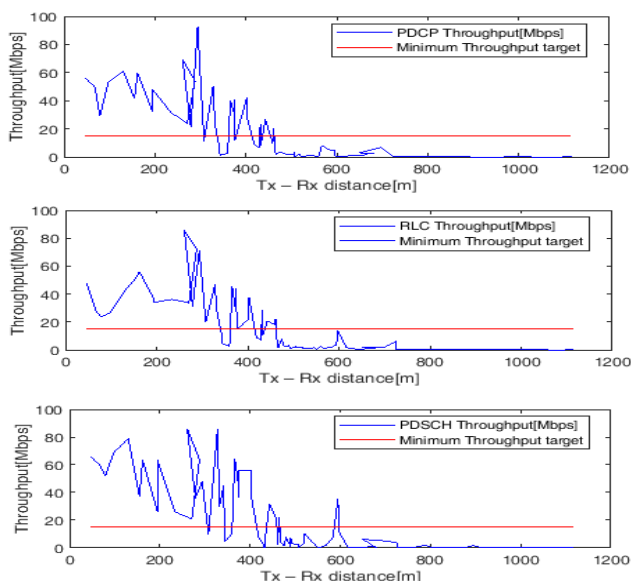 100
80
60
40
20
0
Throughput[Mbps]
PDCP Throughput[Mbps]
Minimum Throughput target
0 200 400 600 800 1000 1200
Tx − Rx distance[m]
100
80
60
40
20
0
Throughput[Mbps]
RLC Throughput[Mbps]
Minimum Throughput target
0 200 400 600 800 1000 1200
Tx − Rx distance[m]
100
80
60
40
20
0
Throughput[Mbps]
PDSCH Throughput[Mbps]
Minimum Throughput target
0 200 400 600 800 1000 1200
Tx − Rx distance[m]